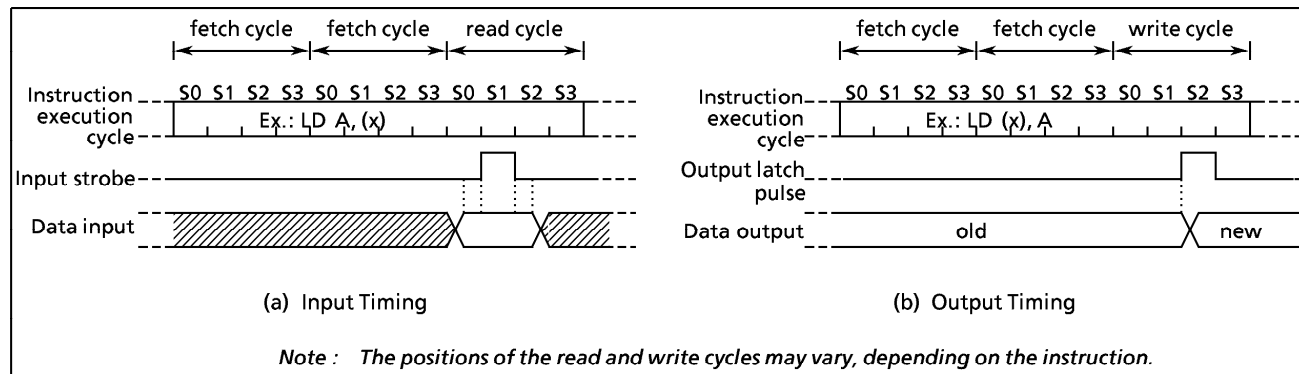 fetch cycle fetch cycle read cycle
S0 S1 S2 S3 S0 S1 S2 S3 S0 S1 S2 S3
Instruction
execution
cycle
Ex.: LD A, (x)
Input strobe
Data input
(a) Input Timing
fetch cycle fetch cycle write cycle
S0 S1 S2 S3 S0 S1 S2 S3 S0 S1 S2 S3
Instruction
execution
cycle
Ex.: LD (x), A
Output latch
pulse
Data output
old new
(b) Output Timing
Note : The positions of the read and write cycles may vary, depending on the instruction.